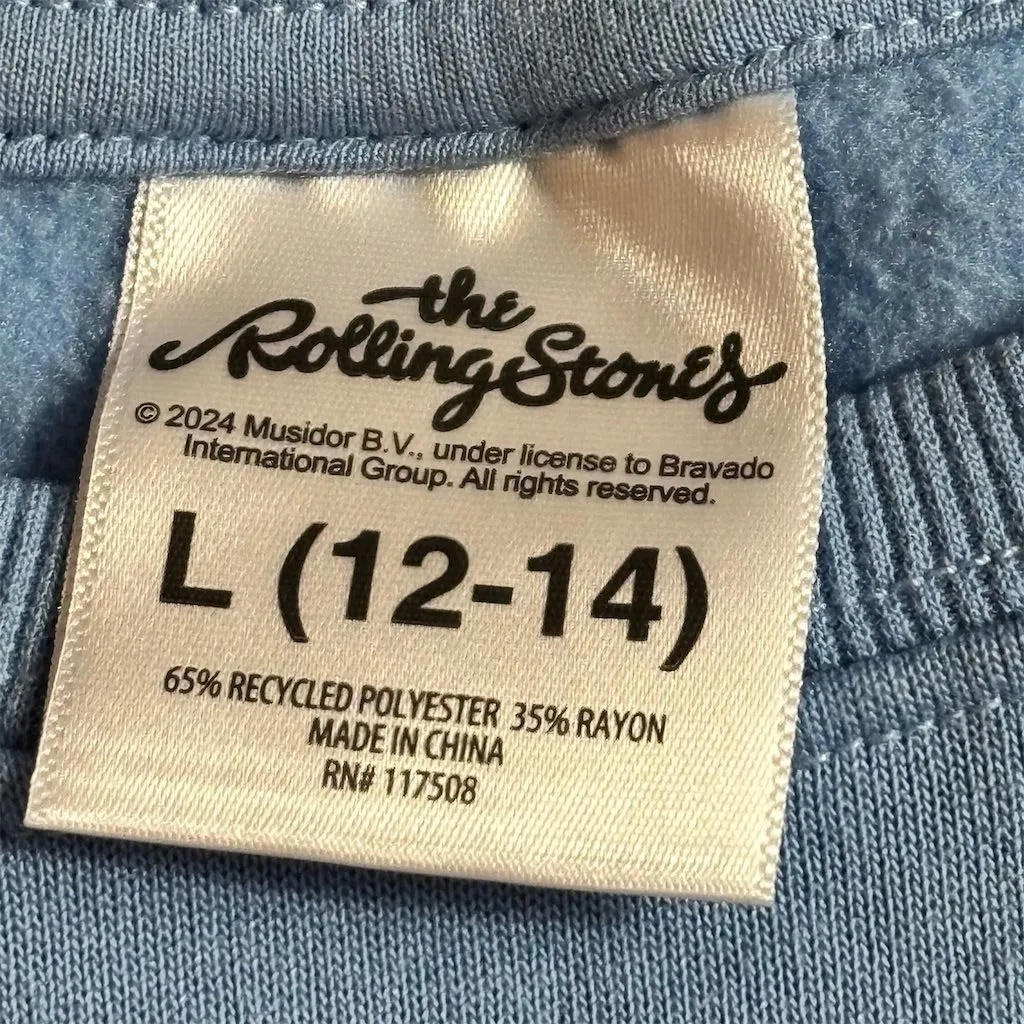 the
Rolling Stones
© 2024 Musidor B.V., under license to Bravado
International Group. All rights reserved.
L (12-14)
65% RECYCLED POLYESTER 35% RAYON
MADE IN CHINA
RN# 117508